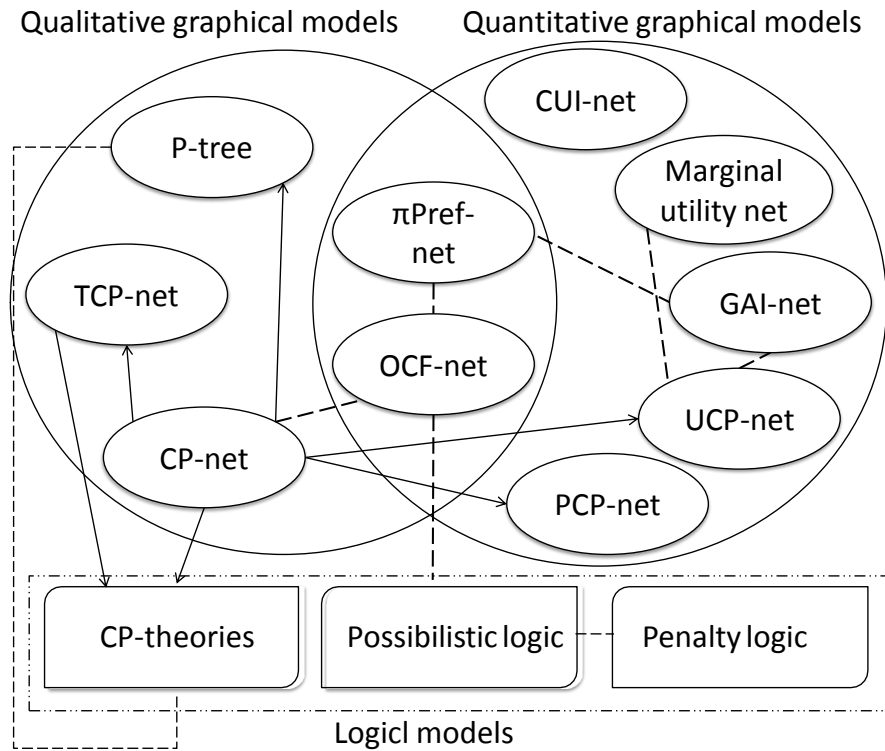 Qualitative graphical models
Quantitative graphical models
CUI-net
P-tree
Marginal
utility net
πPref-
net
TCP-net
GAI-net
OCF-net
UCP-net
CP-net
PCP-net
CP-theories
Possibilistic logic
Penalty logic
Logicl models